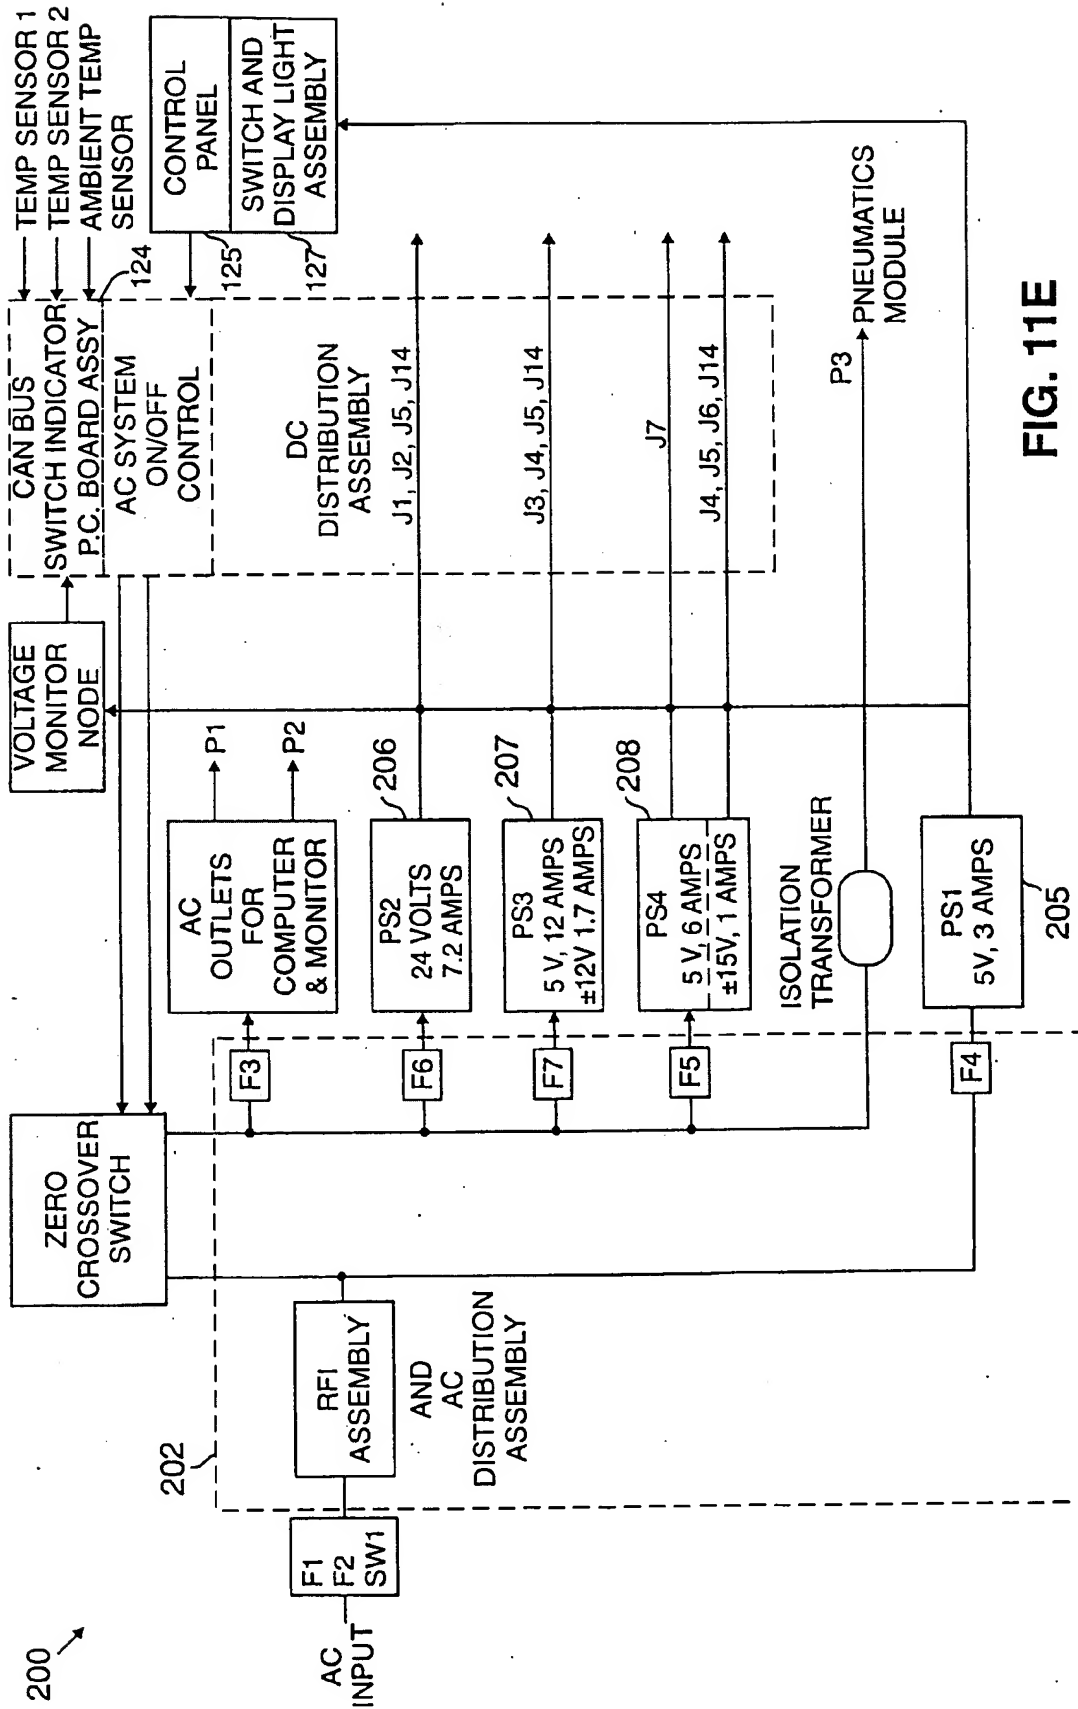 200
AC
INPUT
F1
F2
SW1
202
RFI
ASSEMBLY
AND
AC
DISTRIBUTION
ASSEMBLY
ZERO
CROSSOVER
SWITCH
F3
F6
F7
F5
F4
AC
OUTLETS
FOR
COMPUTER
& MONITOR
P1
P2
PS2
24 VOLTS
7.2 AMPS
206
PS3
5 V, 12 AMPS
±12V 1.7 AMPS
207
PS4
5 V, 6 AMPS
±15V, 1 AMPS
208
ISOLATION
TRANSFORMER
PS1
5V, 3 AMPS
205
VOLTAGE
MONITOR
NODE
CAN BUS
SWITCH INDICATOR
P.C. BOARD ASSY
124
AC SYSTEM
ON/OFF
CONTROL
DC
DISTRIBUTION
ASSEMBLY
J1, J2, J5, J14
J3, J4, J5, J14
J7
J4, J5, J6, J14
P3
PNEUMATICS
MODULE
TEMP SENSOR 1
TEMP SENSOR 2
AMBIENT TEMP
SENSOR
CONTROL
PANEL
125
SWITCH AND
DISPLAY LIGHT
ASSEMBLY
127
FIG. 11E